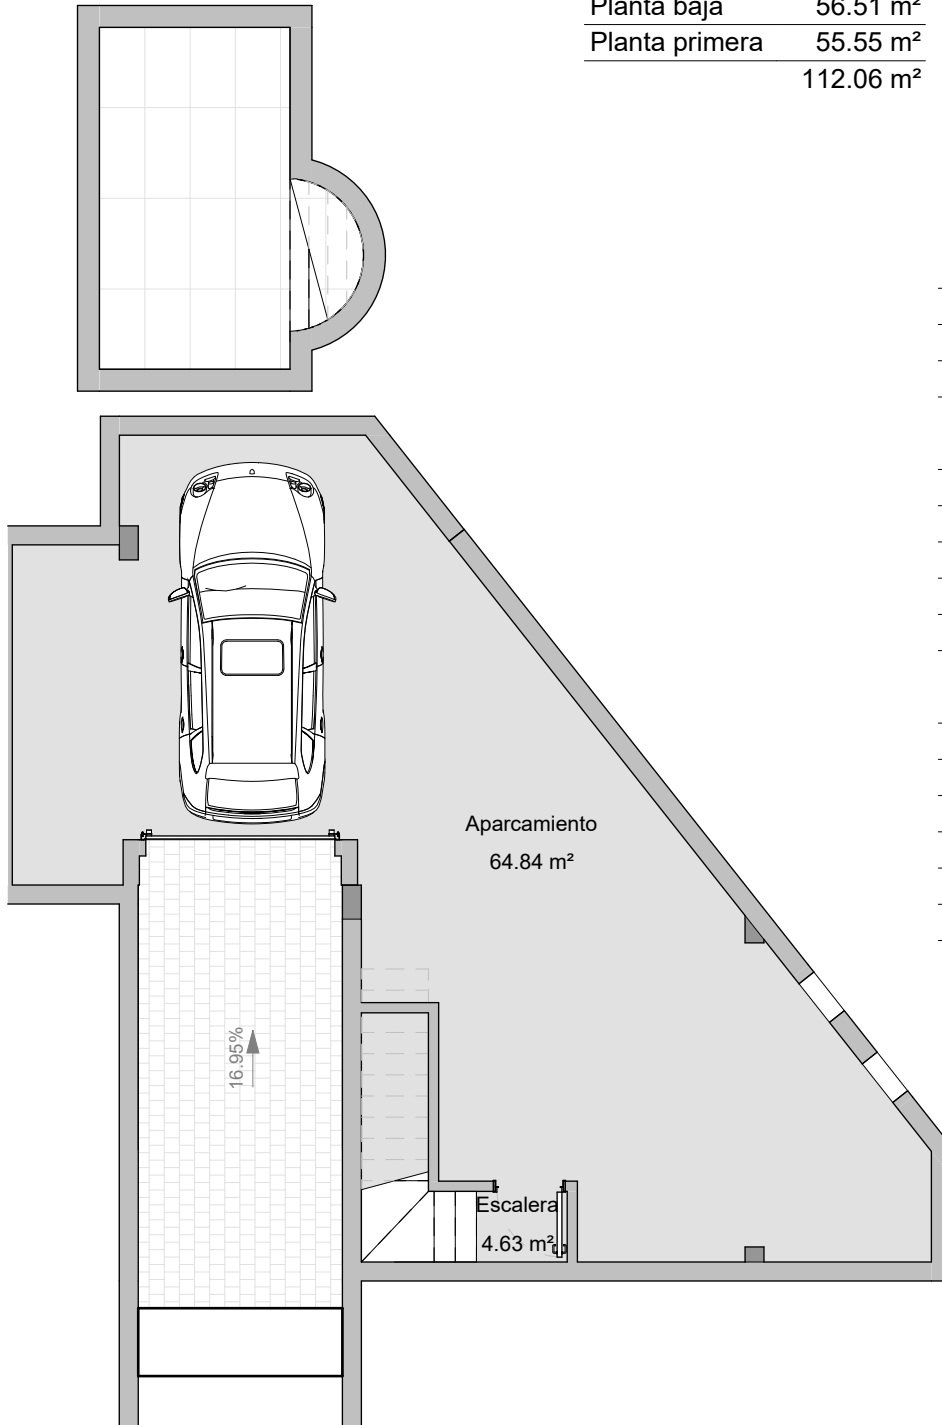 Planta baja 56.51 m²
Planta primera 55.55 m²
112.06 m²
Aparcamiento
64.84 m²
16.95%
Escalera
4.63 m²